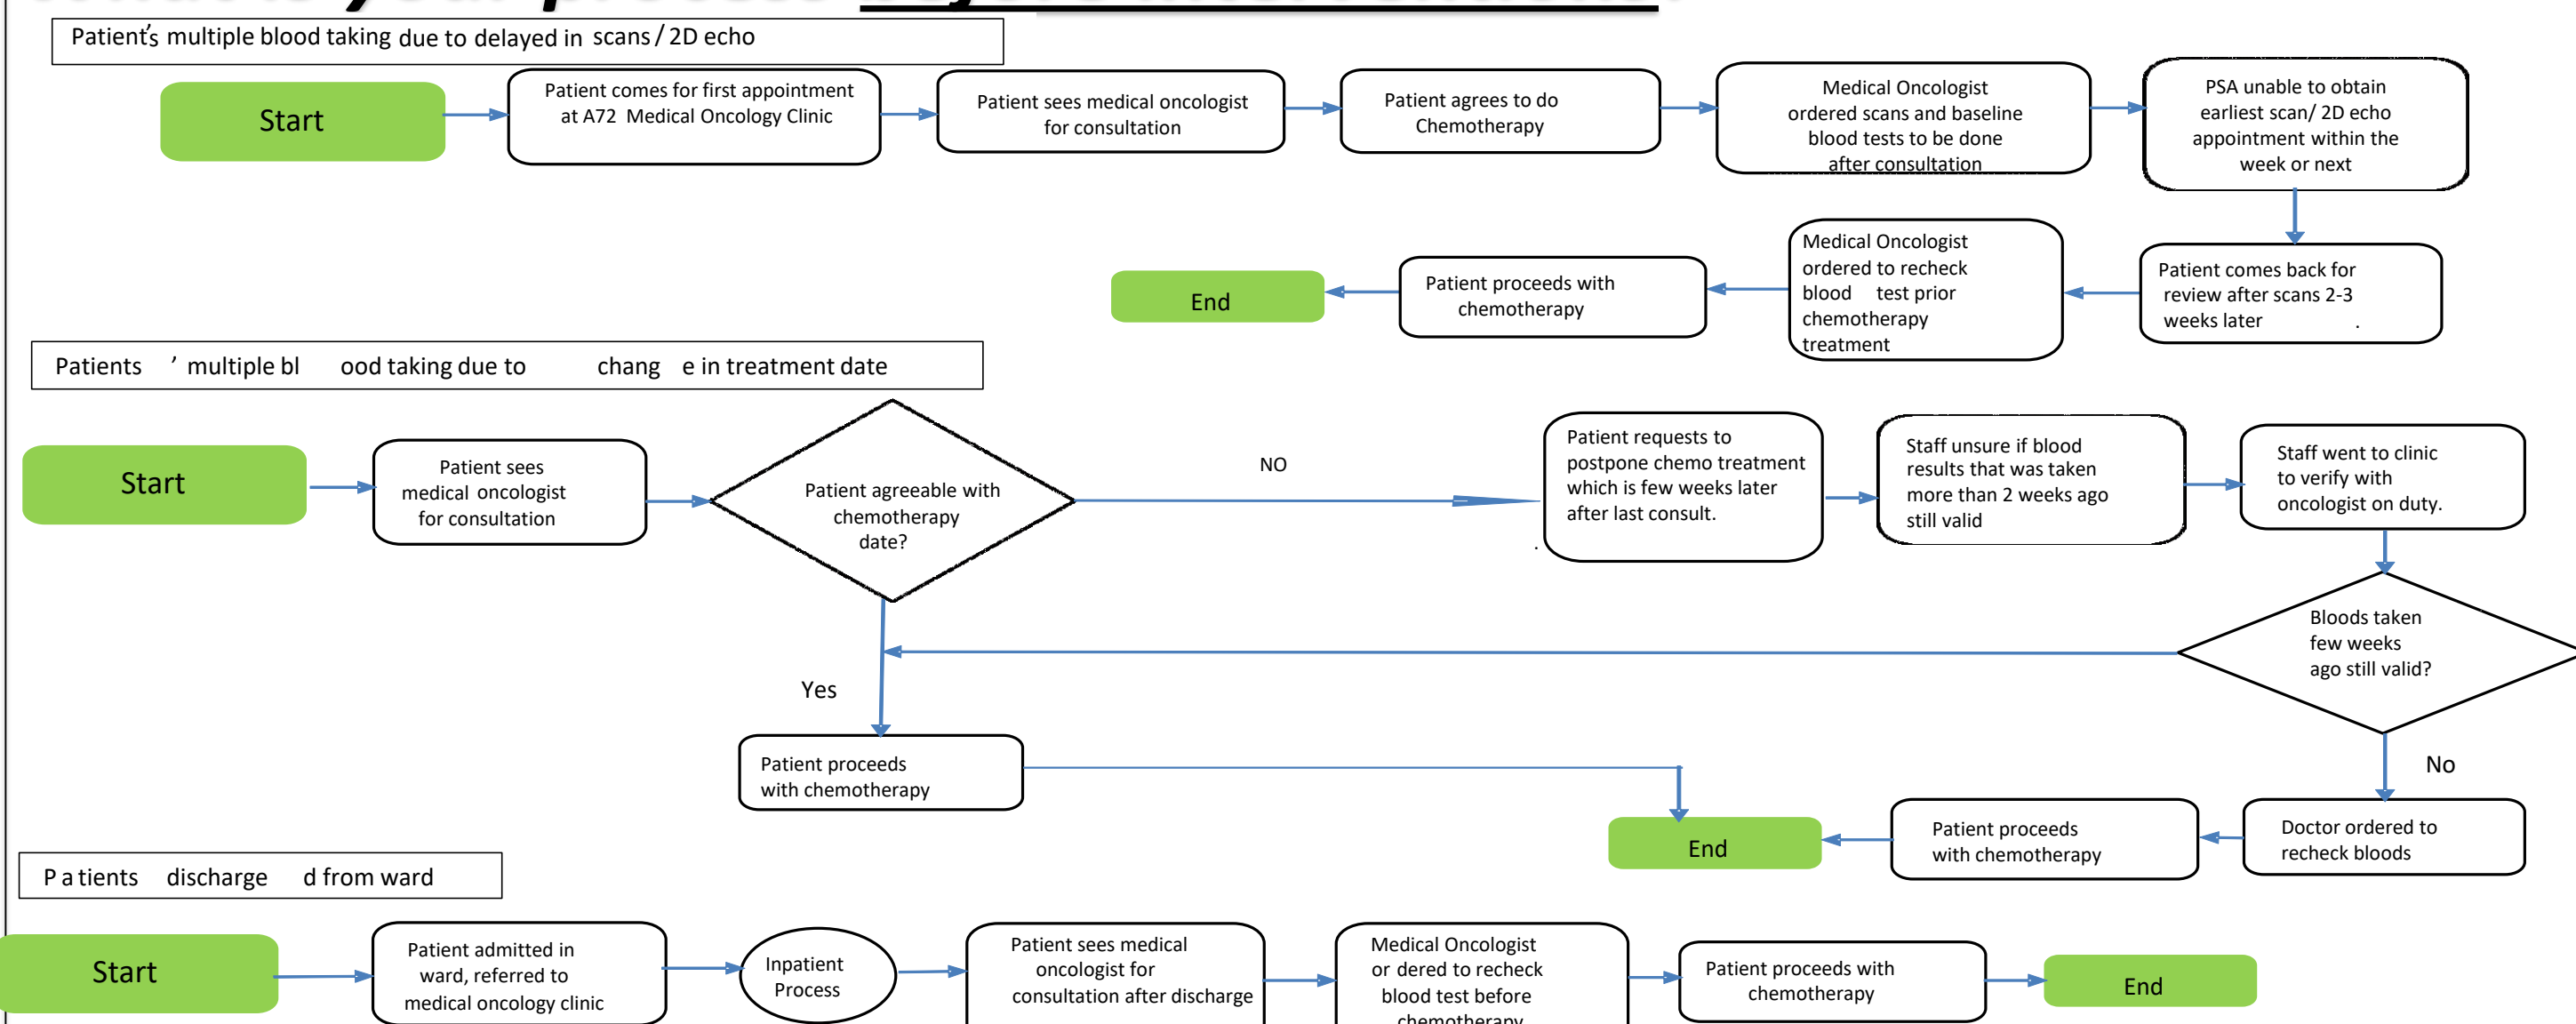 Patient's multiple blood taking due to delayed in scans / 2D echo
Start
Patient comes for first appointment
at A72 Medical Oncology Clinic
Patient sees medical oncologist
for consultation
Patient agrees to do
Chemotherapy
Medical Oncologist
ordered scans and baseline
blood tests to be done
after consultation
PSA unable to obtain
earliest scan/ 2D echo
appointment within the
week or next
Patient comes back for
review after scans 2-3
weeks later .
Medical Oncologist
ordered to recheck
blood test prior
chemotherapy
treatment
Patient proceeds with
chemotherapy
End
Patients ' multiple bl ood taking due to chang e in treatment date
Start
Patient sees
medical oncologist
for consultation
Patient agreeable with
chemotherapy
date?
NO
Patient requests to
postpone chemo treatment
which is few weeks later
after last consult.
.
Staff unsure if blood
results that was taken
more than 2 weeks ago
still valid
Staff went to clinic
to verify with
oncologist on duty.
Bloods taken
few weeks
ago still valid?
Yes
No
Patient proceeds
with chemotherapy
Doctor ordered to
recheck bloods
Patient proceeds
with chemotherapy
End
P a tients discharge d from ward
Start
Patient admitted in
ward, referred to
medical oncology clinic
Inpatient
Process
Patient sees medical
oncologist for
consultation after discharge
Medical Oncologist
or dered to recheck
blood test before
chemotherapy
Patient proceeds with
chemotherapy
End